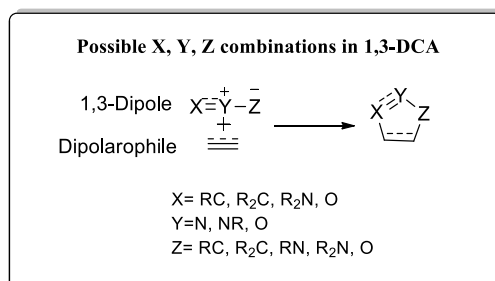 Possible X, Y, Z combinations in 1,3-DCA
1,3-Dipole X Y + Z −
+
Dipolarophile
X Y Z
X= RC, R₂C, R₂N, O
Y=N, NR, O
Z= RC, R₂C, RN, R₂N, O